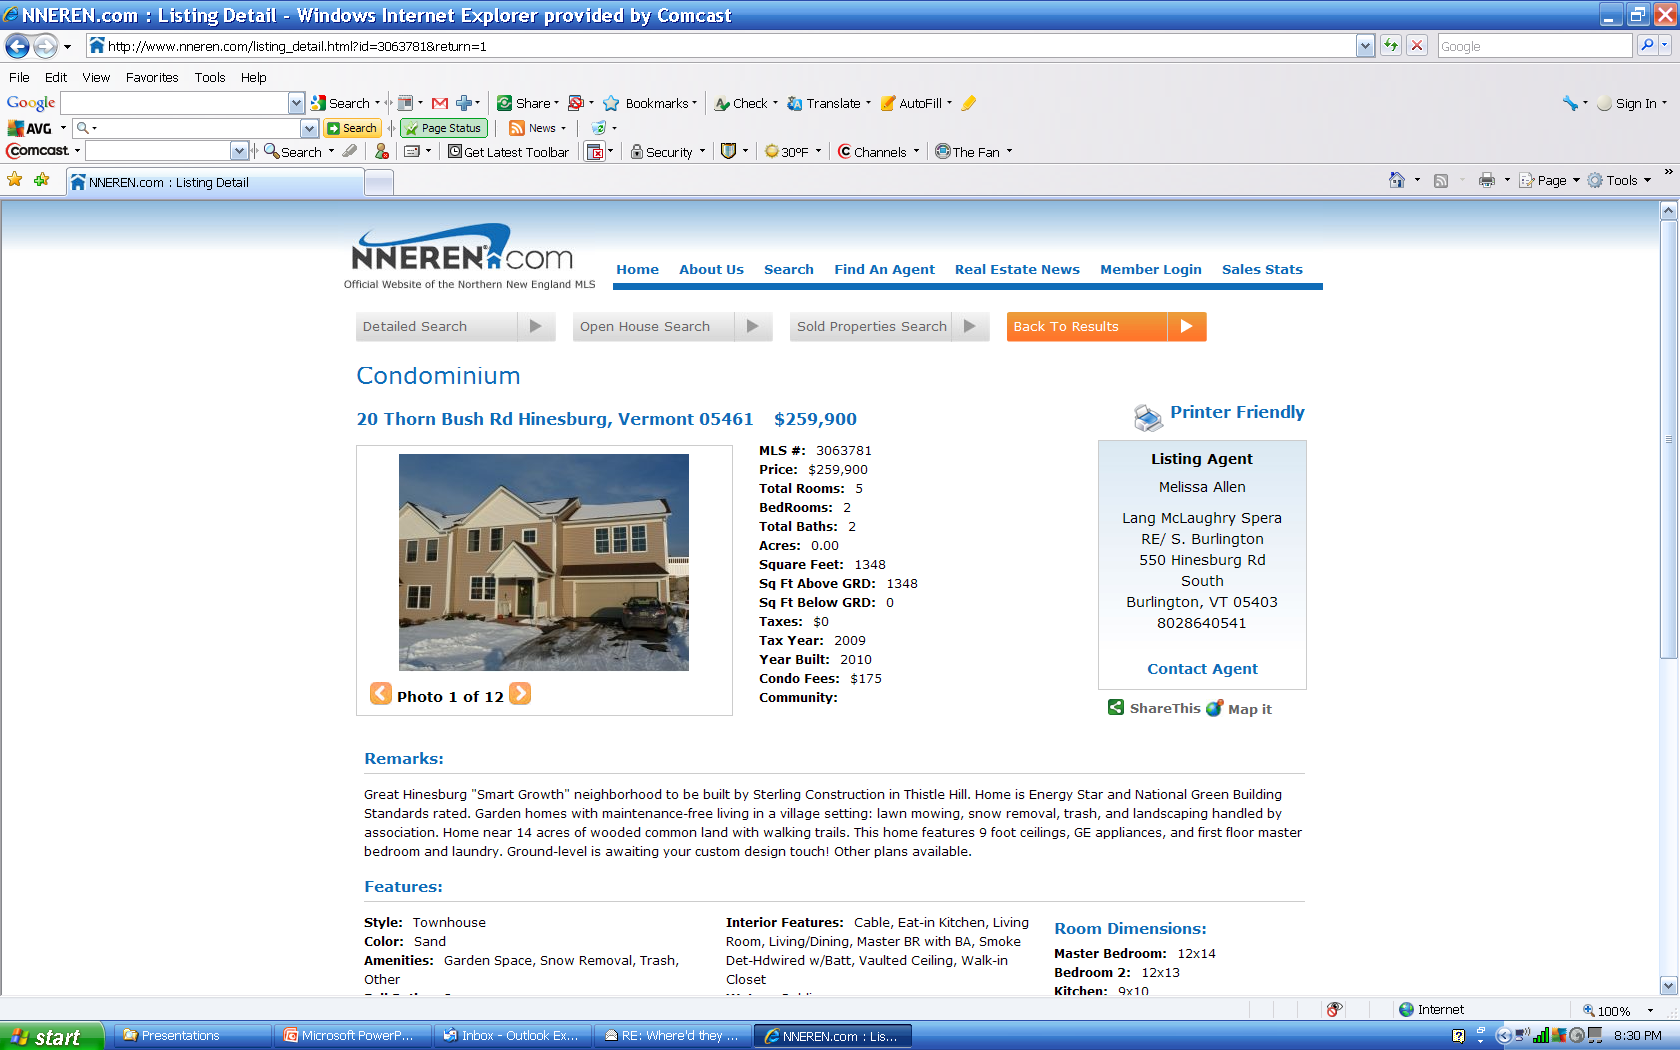 NNEREN.com : Listing Detail - Windows Internet Explorer provided by Comcast
http://www.nneren.com/listing_detail.html?id=3063781&return=1
Google
File Edit View Favorites Tools Help
Google Search Share Bookmarks Check Translate AutoFill Sign In
AVG Search Page Status News
Comcast Search Get Latest Toolbar Security 30°F Channels The Fan
NNEREN.com : Listing Detail
Page Tools
NNEREN.com
Official Website of the Northern New England MLS
Home About Us Search Find An Agent Real Estate News Member Login Sales Stats
Detailed Search Open House Search Sold Properties Search Back To Results
Condominium
20 Thorn Bush Rd Hinesburg, Vermont 05461 $259,900
Printer Friendly
MLS #: 3063781
Price: $259,900
Total Rooms: 5
BedRooms: 2
Total Baths: 2
Acres: 0.00
Square Feet: 1348
Sq Ft Above GRD: 1348
Sq Ft Below GRD: 0
Taxes: $0
Tax Year: 2009
Year Built: 2010
Condo Fees: $175
Community:
Photo 1 of 12
Listing Agent
Melissa Allen
Lang McLaughry Spera
RE/ S. Burlington
550 Hinesburg Rd
South
Burlington, VT 05403
8028640541
Contact Agent
ShareThis Map it
Remarks:
Great Hinesburg "Smart Growth" neighborhood to be built by Sterling Construction in Thistle Hill. Home is Energy Star and National Green Building
Standards rated. Garden homes with maintenance-free living in a village setting: lawn mowing, snow removal, trash, and landscaping handled by
association. Home near 14 acres of wooded common land with walking trails. This home features 9 foot ceilings, GE appliances, and first floor master
bedroom and laundry. Ground-level is awaiting your custom design touch! Other plans available.
Features:
Style: Townhouse
Color: Sand
Amenities: Garden Space, Snow Removal, Trash,
Other
Interior Features: Cable, Eat-in Kitchen, Living
Room, Living/Dining, Master BR with BA, Smoke
Det-Hdwired w/Batt, Vaulted Ceiling, Walk-in
Closet
Room Dimensions:
Master Bedroom: 12x14
Bedroom 2: 12x13
Kitchen: 9x10
Internet 100%
start Presentations Microsoft PowerP... Inbox - Outlook Ex... RE: Where'd they ... NNEREN.com : Lis... 8:30 PM